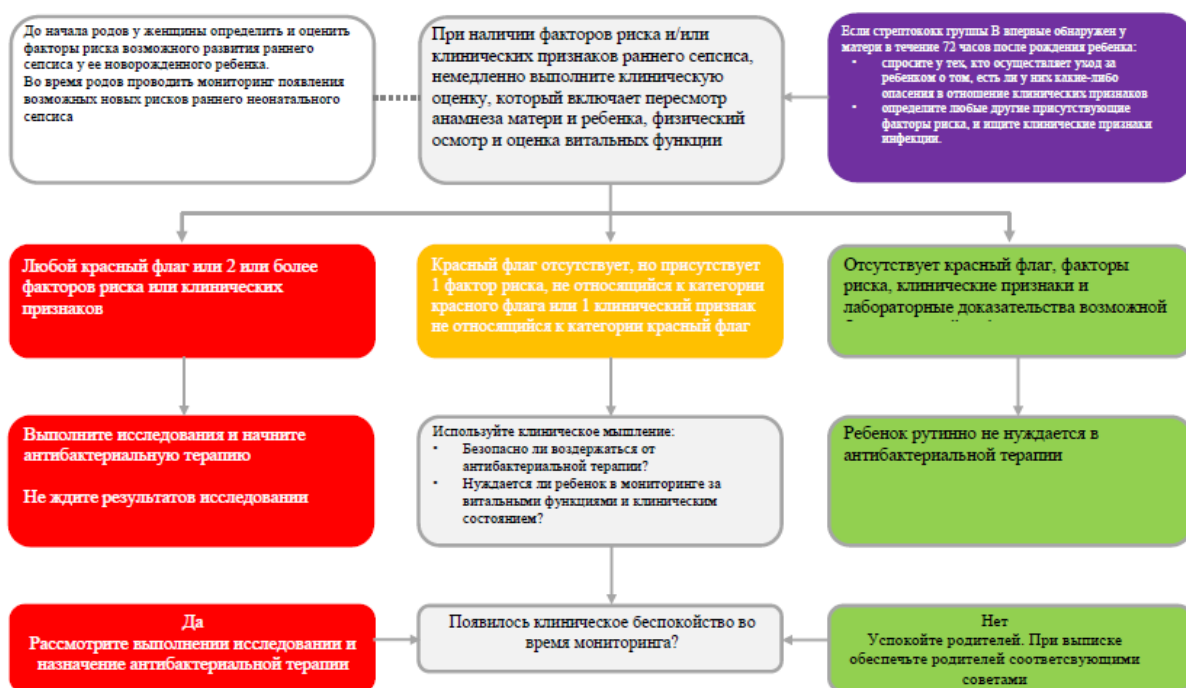 До начала родов у женщины определить и оценить
факторы риска возможного развития раннего
сепсиса у ее новорожденного ребенка.
Во время родов проводить мониторинг появления
возможных новых рисков раннего неонатального
сепсиса
При наличии факторов риска и/или
клинических признаков раннего сепсиса,
немедленно выполните клиническую
оценку, который включает пересмотр
анамнеза матери и ребенка, физический
осмотр и оценка витальных функции
Если стрептококк группы В впервые обнаружен у
матери в течение 72 часов после рождения ребенка:
• спросите у тех, кто осуществляет уход за
ребенком о том, есть ли у них какие-либо
опасения в отношение клинических признаков
• определите любые другие присутствующие
факторы риска, и ищите клинические признаки
инфекции.
Любой красный флаг или 2 или более
факторов риска или клинических
признаков
Красный флаг отсутствует, но присутствует
1 фактор риска, не относящийся к категории
красного флага или 1 клинический признак
не относящийся к категории красный флаг
Отсутствует красный флаг, факторы
риска, клинические признаки и
лабораторные доказательства возможной
Выполните исследования и начните
антибактериальную терапию
Не ждите результатов исследовании
Используйте клиническое мышление:
• Безопасно ли воздержаться от
антибактериальной терапии?
• Нуждается ли ребенок в мониторинге за
витальными функциями и клиническим
состоянием?
Ребенок рутинно не нуждается в
антибактериальной терапии
Да
Рассмотрите выполнении исследовании и
назначение антибактериальной терапии
Появилось клиническое беспокойство во
время мониторинга?
Нет
Успокойте родителей. При выписке
обеспечьте родителей соответсвующими
советами